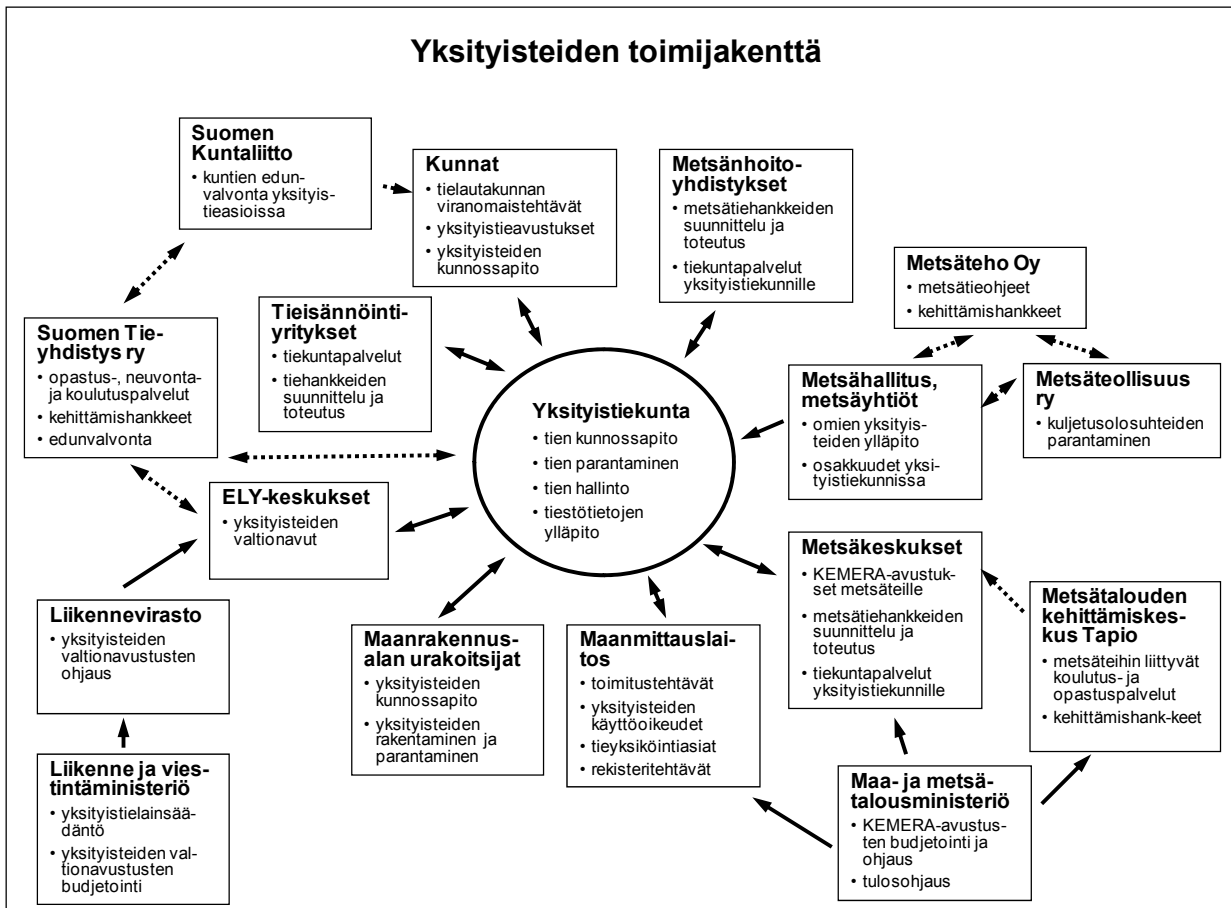 Yksityisteiden toimijakenttä
Suomen
Kuntaliitto
• kuntien edun-
valvonta yksityis-
tieasioissa
Kunnat
• tielautakunnan
viranomaistehtävät
• yksityistieavustukset
• yksityisteiden
kunnossapito
Metsänhoito-
yhdistykset
• metsätiehankkeiden
suunnittelu ja
toteutus
• tiekuntapalvelut
yksityistiekunnille
Metsäteho Oy
• metsätieohjeet
• kehittämishankkeet
Suomen Tie-
yhdistys ry
• opastus-, neuvonta-
ja koulutuspalvelut
• kehittämishankkeet
• edunvalvonta
Tieisännöinti-
yritykset
• tiekuntapalvelut
• tiehankkeiden
suunnittelu ja
toteutus
Yksityistiekunta
• tien kunnossapito
• tien parantaminen
• tien hallinto
• tiestötietojen
ylläpito
Metsähallitus,
metsäyhtiöt
• omien yksityis-
teiden ylläpito
• osakkuudet yksi-
tyistiekunnissa
Metsäteollisuus
ry
• kuljetusolosuhteiden
parantaminen
ELY-keskukset
• yksityisteiden
valtionavut
Liikennevirasto
• yksityisteiden
valtionavustusten
ohjaus
Maanrakennus-
alan urakoitsijat
• yksityisteiden
kunnossapito
• yksityisteiden
rakentaminen ja
parantaminen
Maanmittauslai-
tos
• toimitustehtävät
• yksityisteiden
käyttöoikeudet
• tieyksiköintiasiat
• rekisteritehtävät
Metsäkeskukset
• KEMERA-avustuk-
set metsäteille
• metsätiehankkeiden
suunnittelu ja
toteutus
• tiekuntapalvelut
yksityistiekunnille
Metsätalouden
kehittämiskes-
kus Tapio
• metsäteihin liittyvät
koulutus- ja
opastuspalvelut
• kehittämishank-keet
Liikenne ja vies-
tintäministeriö
• yksityistielainsää-
däntö
• yksityisteiden val-
tionavustusten
budjetointi
Maa- ja metsä-
talousministeriö
• KEMERA-avustus-
ten budjetointi ja
ohjaus
• tulosohjaus